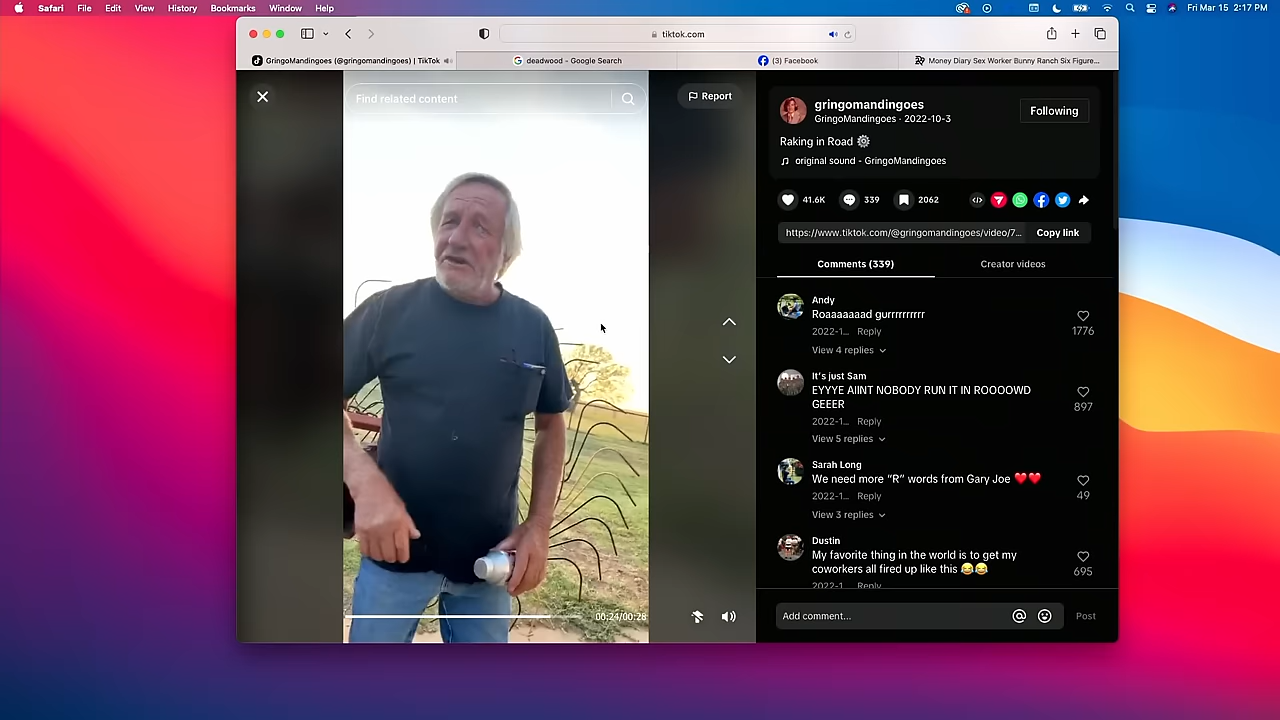 Safari File Edit View History Bookmarks Window Help Fri Mar 15 2:17 PM
tiktok.com
GringoMandingoes (@gringomandingoes) | TikTok
deadwood - Google Search
(3) Facebook
Money Diary Sex Worker Bunny Ranch Six Figure...
Find related content
Report
gringomandingoes
GringoMandingoes · 2022-10-3
Following
Raking in Road ⚙️
original sound - GringoMandingoes
41.6K 339 2062
https://www.tiktok.com/@gringomandingoes/video/7... Copy link
Comments (339) Creator videos
Andy
Roaaaaaad gurrrrrrrrr
2022-1... Reply
1776
View 4 replies
It's just Sam
EYYYE AIINT NOBODY RUN IT IN ROOOOWD
GEEER
897
2022-1... Reply
View 5 replies
Sarah Long
We need more "R" words from Gary Joe ❤️❤️
49
2022-1... Reply
View 3 replies
Dustin
My favorite thing in the world is to get my
coworkers all fired up like this 😂😂
695
2022-1... Reply
00:24/00:28
Add comment... Post